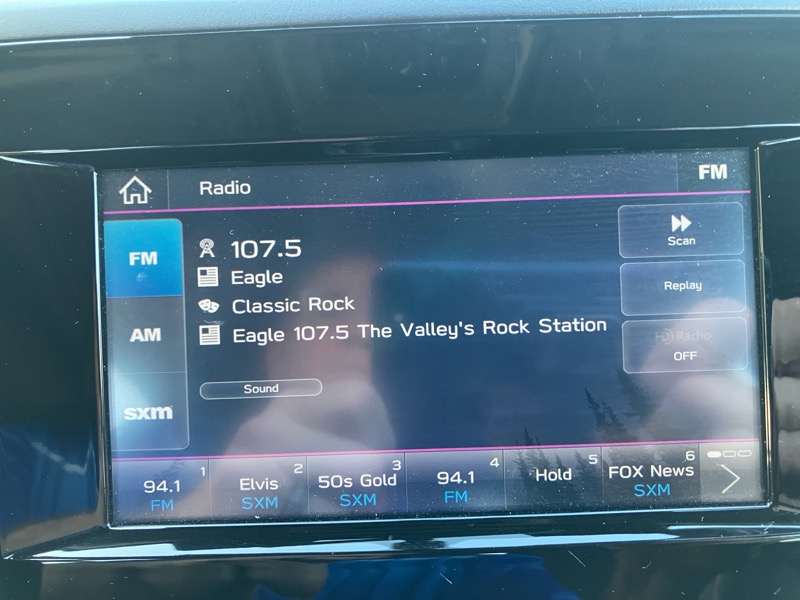 Radio
FM
FM
AM
sxm
107.5
Eagle
Classic Rock
Eagle 107.5 The Valley's Rock Station
Sound
Scan
Replay
HD Radio
OFF
1
94.1
FM
2
Elvis
SXM
3
50s Gold
SXM
4
94.1
FM
5
Hold
6
FOX News
SXM